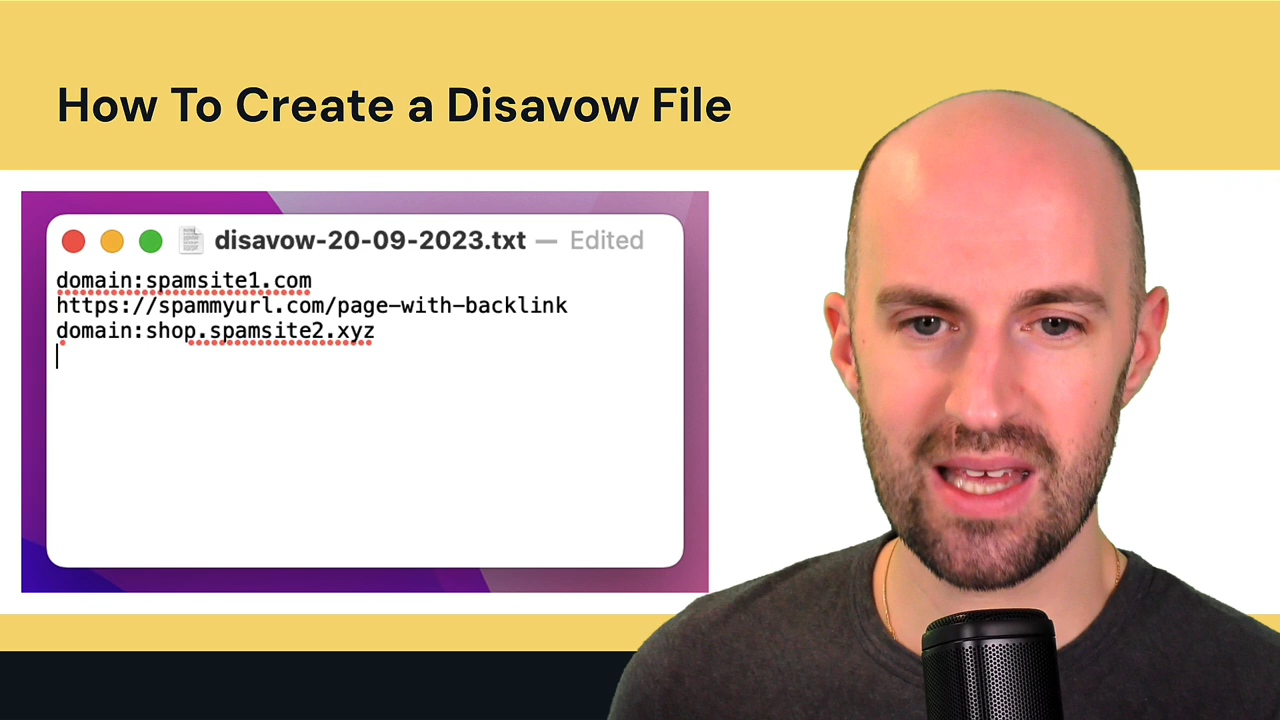 How To Create a Disavow File
disavow-20-09-2023.txt — Edited
domain:spamsite1.com
https://spammyurl.com/page-with-backlink
domain:shop.spamsite2.xyz